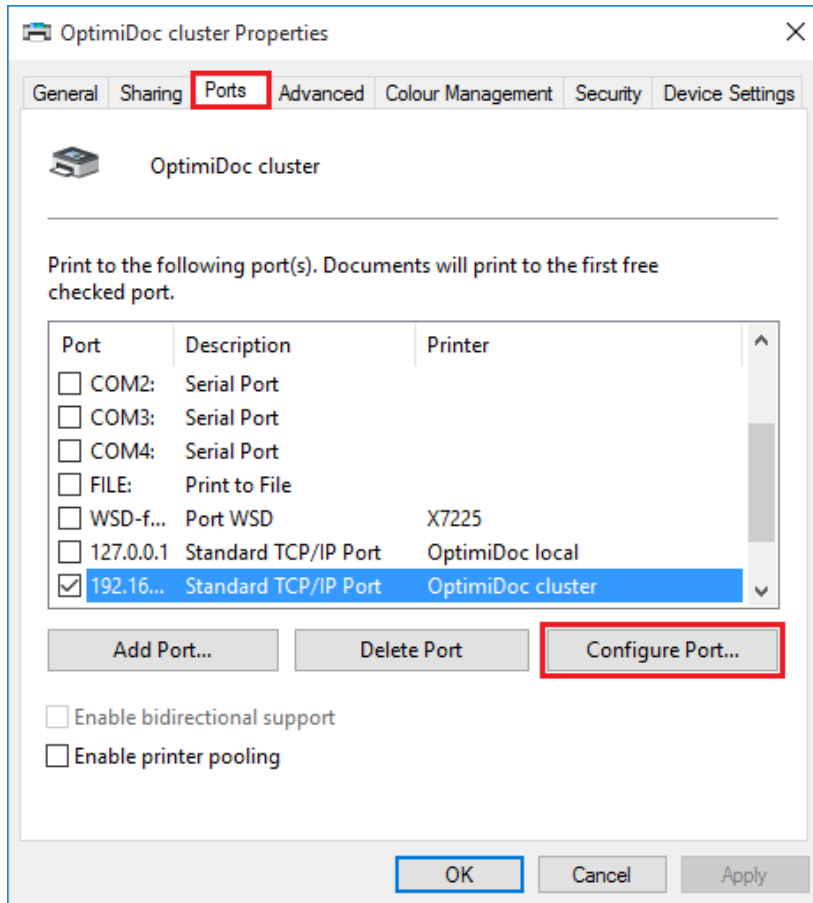 OptimiDoc cluster Properties
General Sharing Ports Advanced Colour Management Security Device Settings
OptimiDoc cluster
Print to the following port(s). Documents will print to the first free
checked port.
Port Description Printer
COM2: Serial Port
COM3: Serial Port
COM4: Serial Port
FILE: Print to File
WSD-f... Port WSD X7225
127.0.0.1 Standard TCP/IP Port OptimiDoc local
192.16... Standard TCP/IP Port OptimiDoc cluster
Add Port... Delete Port Configure Port...
Enable bidirectional support
Enable printer pooling
OK Cancel Apply